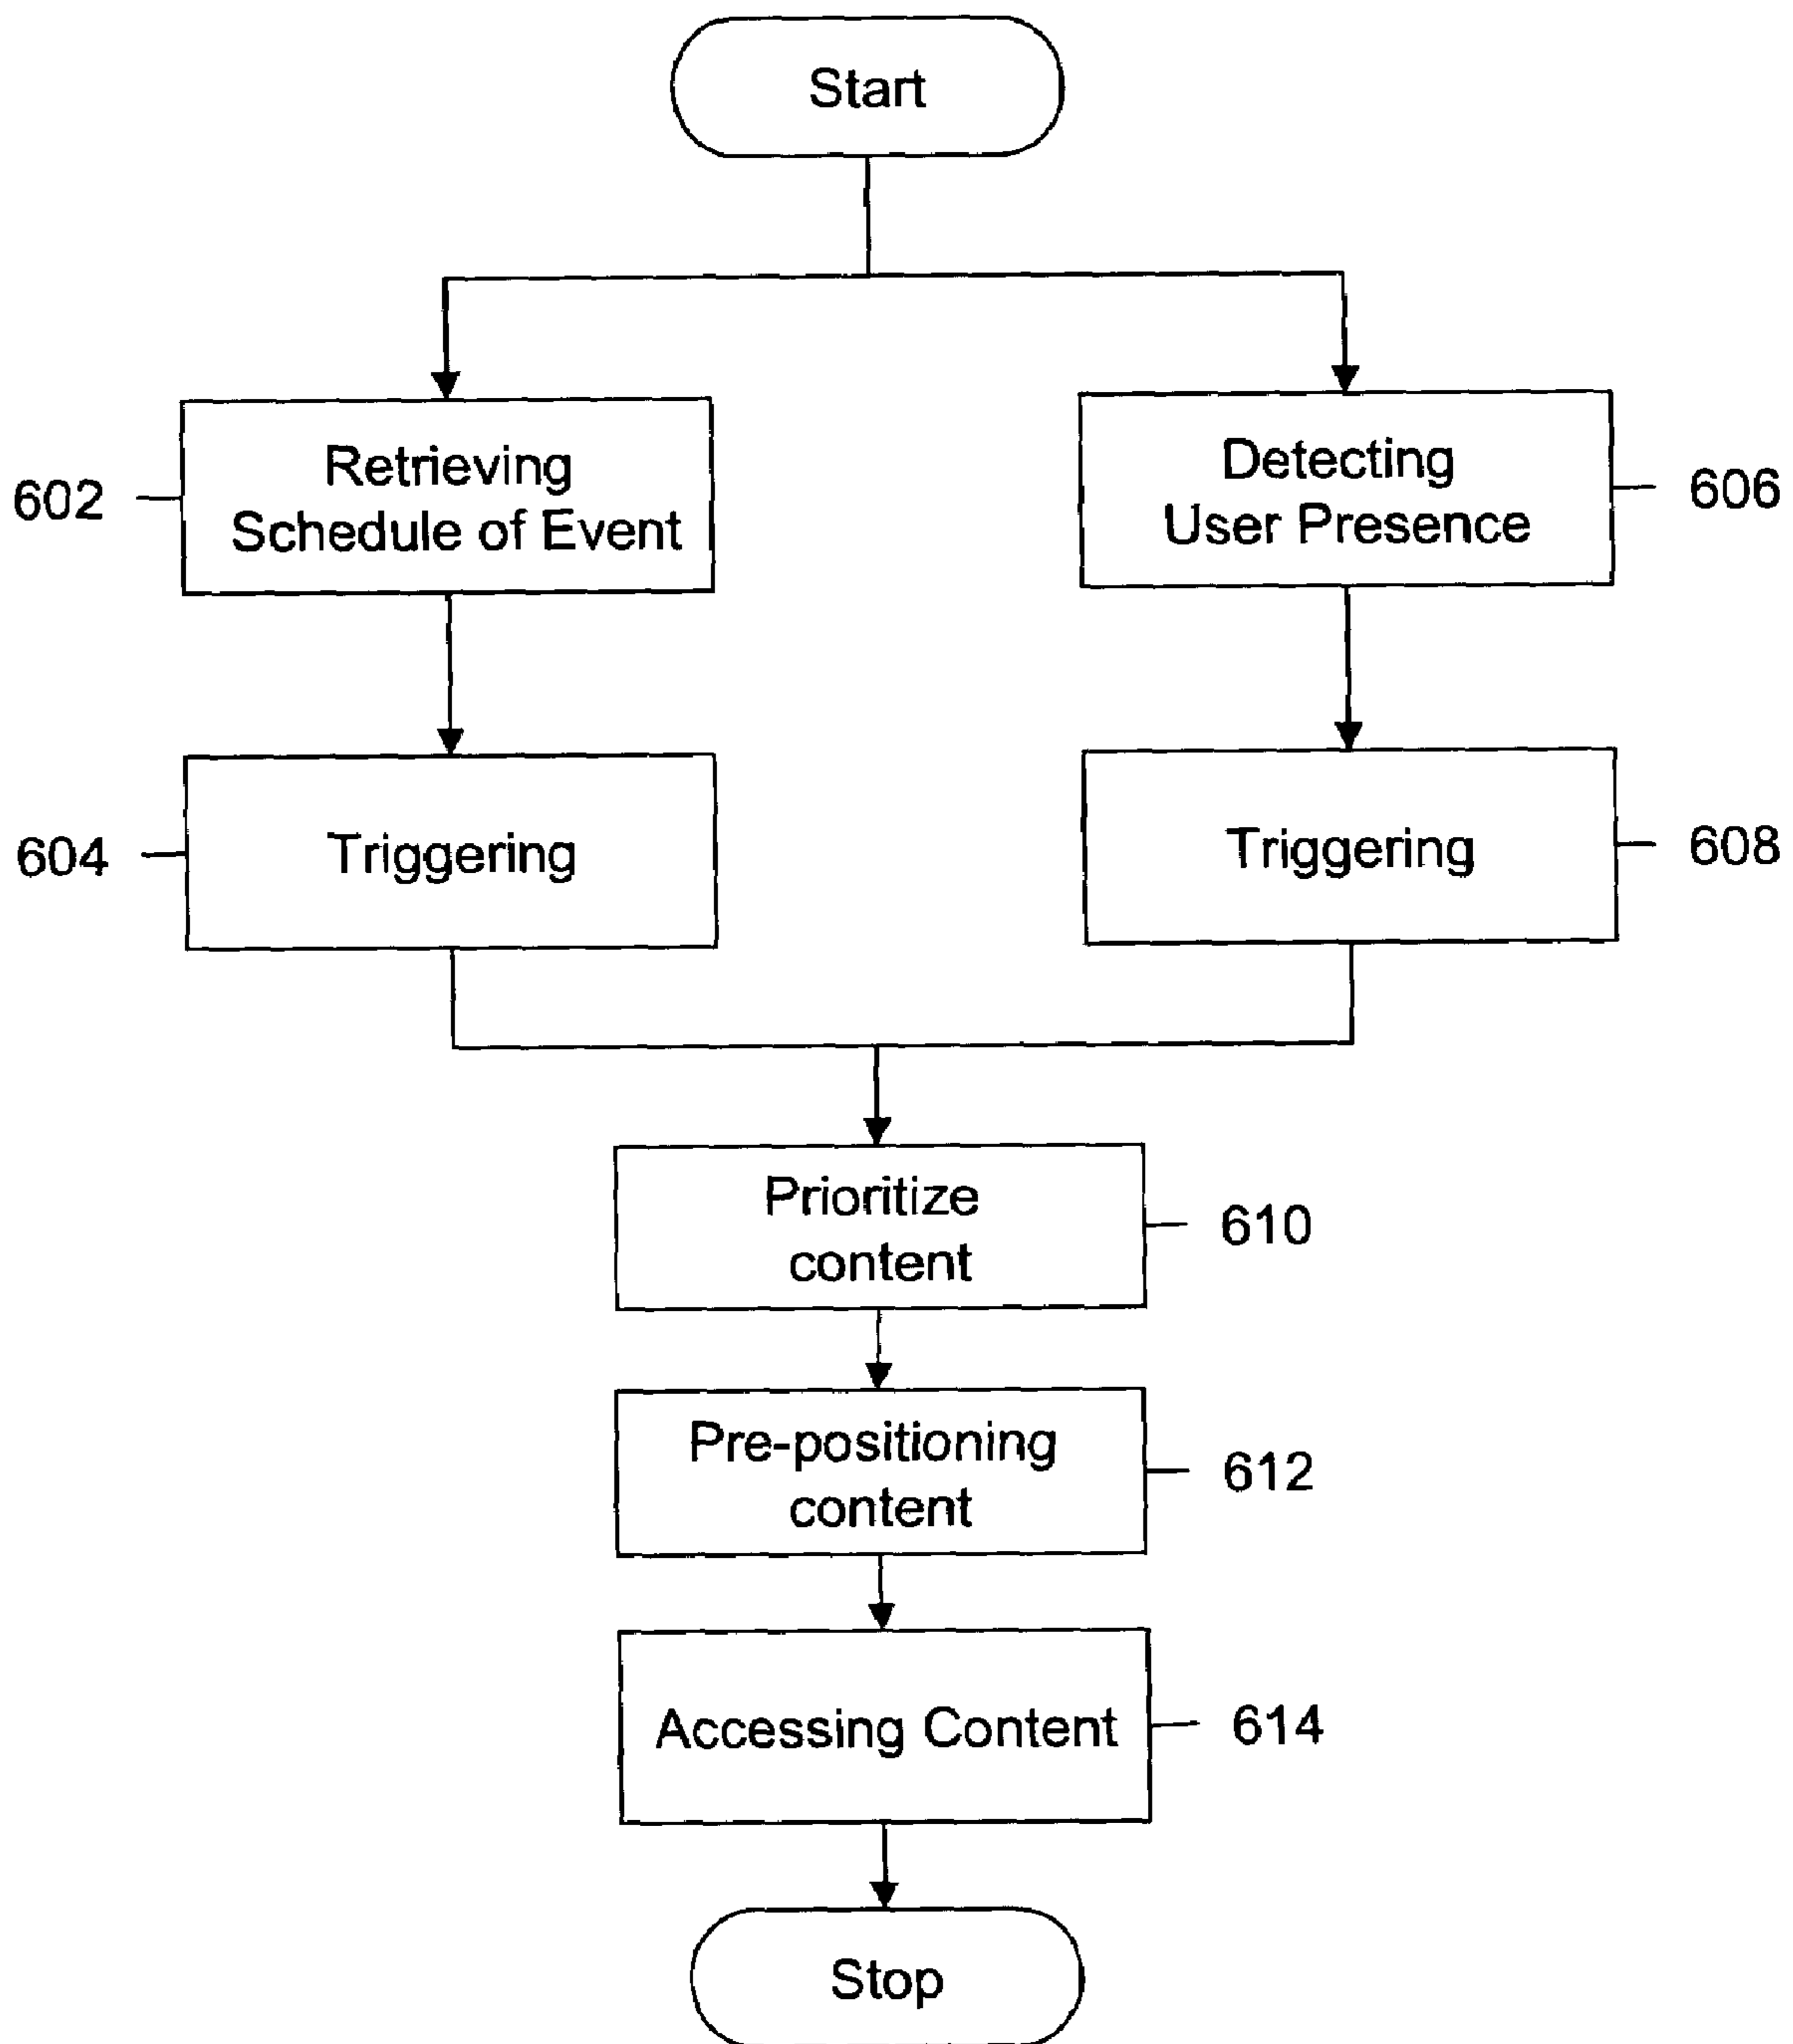 Start
602
Retrieving
Schedule of Event
Detecting
User Presence
606
604
Triggering
Triggering
608
Prioritize
content
610
Pre-positioning
content
612
Accessing Content
614
Stop